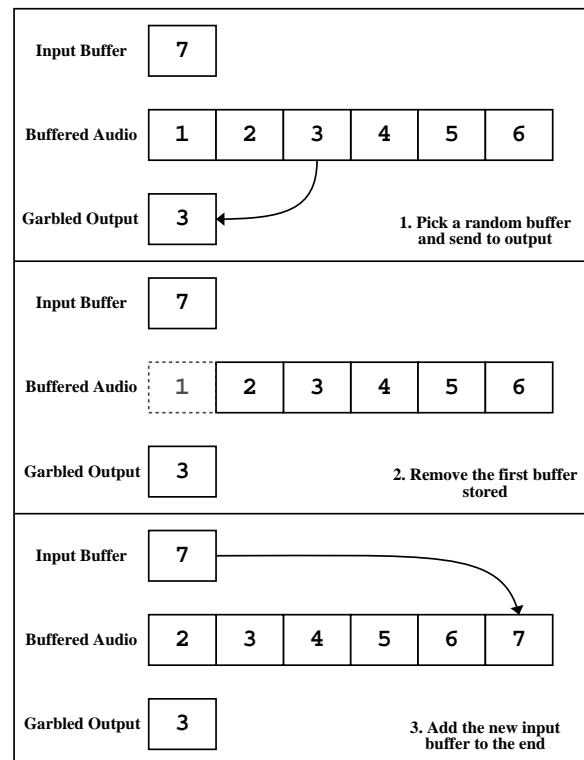 Input Buffer 7
Buffered Audio 1 2 3 4 5 6
Garbled Output 3
1. Pick a random buffer
and send to output
Input Buffer 7
Buffered Audio 1 2 3 4 5 6
Garbled Output 3
2. Remove the first buffer
stored
Input Buffer 7
Buffered Audio 2 3 4 5 6 7
Garbled Output 3
3. Add the new input
buffer to the end